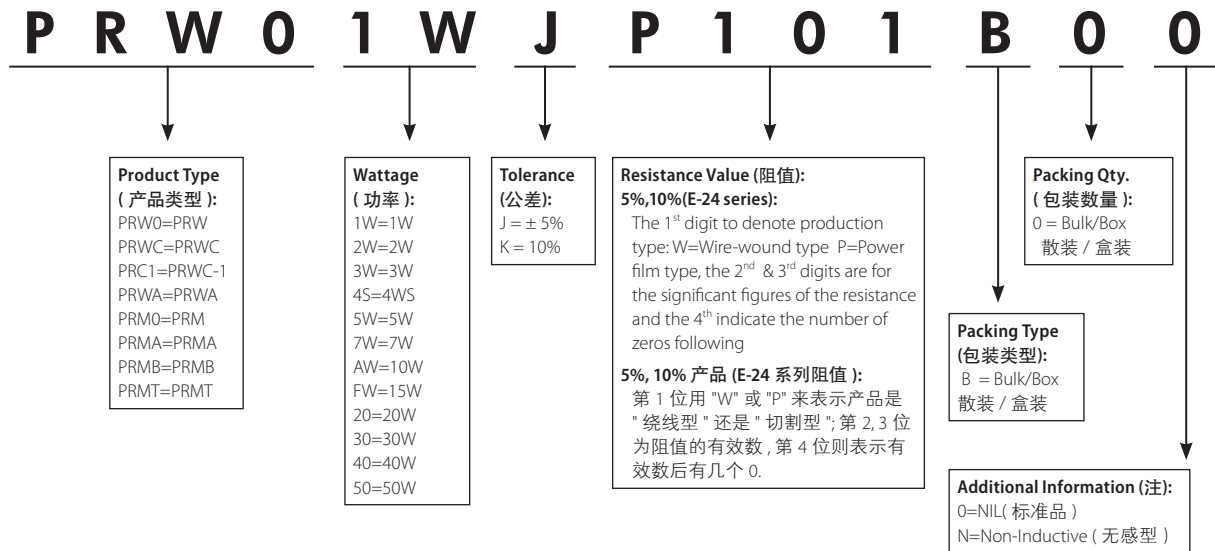 P R W 0 1 W J P 1 0 1 B 0 0
Product Type
( 产品类型 ):
PRW0=PRW
PRWC=PRWC
PRC1=PRWC-1
PRWA=PRWA
PRM0=PRM
PRMA=PRMA
PRMB=PRMB
PRMT=PRMT
Wattage
( 功率 ):
1W=1W
2W=2W
3W=3W
4S=4WS
5W=5W
7W=7W
AW=10W
FW=15W
20=20W
30=30W
40=40W
50=50W
Tolerance
(公差):
J = ± 5%
K = 10%
Resistance Value (阻值):
5%,10%(E-24 series):
The 1st digit to denote production
type: W=Wire-wound type P=Power
film type, the 2nd & 3rd digits are for
the significant figures of the resistance
and the 4th indicate the number of
zeros following
5%, 10% 产品 (E-24 系列阻值 ):
第 1 位用 "W" 或 "P" 来表示产品是
" 绕线型 " 还是 " 切割型 "; 第 2, 3 位
为阻值的有效数 , 第 4 位则表示有
效数后有几个 0.
Packing Type
(包装类型):
B = Bulk/Box
散装 / 盒装
Packing Qty.
( 包装数量 ):
0 = Bulk/Box
散装 / 盒装
Additional Information (注):
0=NIL( 标准品 )
N=Non-Inductive ( 无感型 )